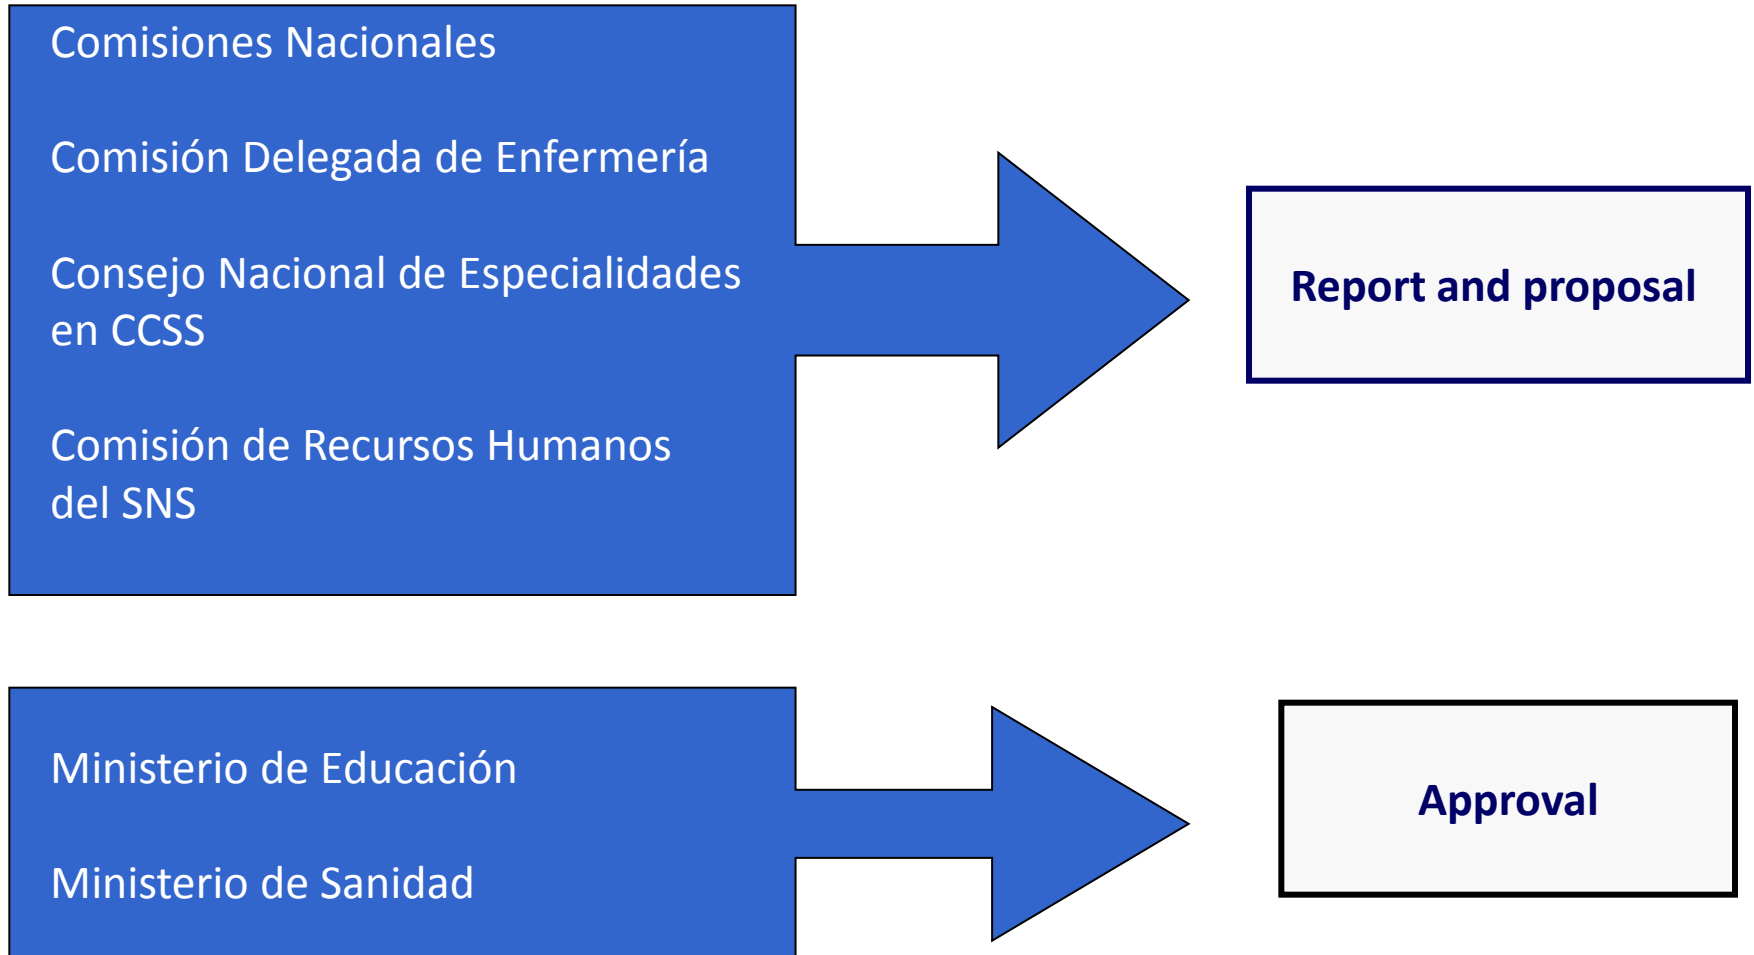 Comisiones Nacionales
Comisión Delegada de Enfermería
Consejo Nacional de Especialidades
en CCSS
Comisión de Recursos Humanos
del SNS
Report and proposal
Ministerio de Educación
Ministerio de Sanidad
Approval